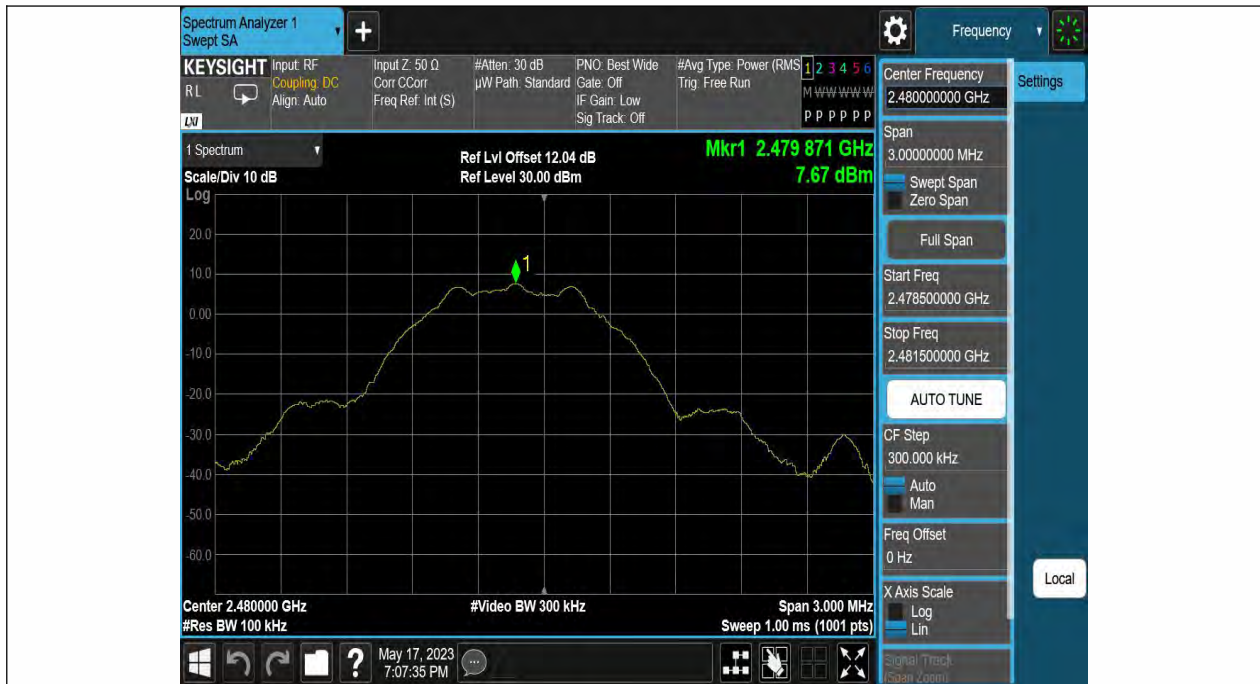 Spectrum Analyzer 1
Swept SA
+
Frequency
KEYSIGHT
R L
LXI
Input: RF
Coupling: DC
Align: Auto
Input Z: 50 Ω
Corr CCorr
Freq Ref: Int (S)
#Atten: 30 dB
µW Path: Standard
PNO: Best Wide
Gate: Off
IF Gain: Low
Sig Track: Off
#Avg Type: Power (RMS
Trig: Free Run
1 2 3 4 5 6
M W W W W W
P P P P P P
1 Spectrum
Scale/Div 10 dB
Log
Ref Lvl Offset 12.04 dB
Ref Level 30.00 dBm
Mkr1 2.479 871 GHz
7.67 dBm
1
20.0
10.0
0.00
-10.0
-20.0
-30.0
-40.0
-50.0
-60.0
Center 2.480000 GHz
#Res BW 100 kHz
#Video BW 300 kHz
Span 3.000 MHz
Sweep 1.00 ms (1001 pts)
?
May 17, 2023
7:07:35 PM
Center Frequency
2.480000000 GHz
Settings
Span
3.00000000 MHz
Swept Span
Zero Span
Full Span
Start Freq
2.478500000 GHz
Stop Freq
2.481500000 GHz
AUTO TUNE
CF Step
300.000 kHz
Auto
Man
Freq Offset
0 Hz
X Axis Scale
Log
Lin
Signal Track
(Span Zoom)
Local